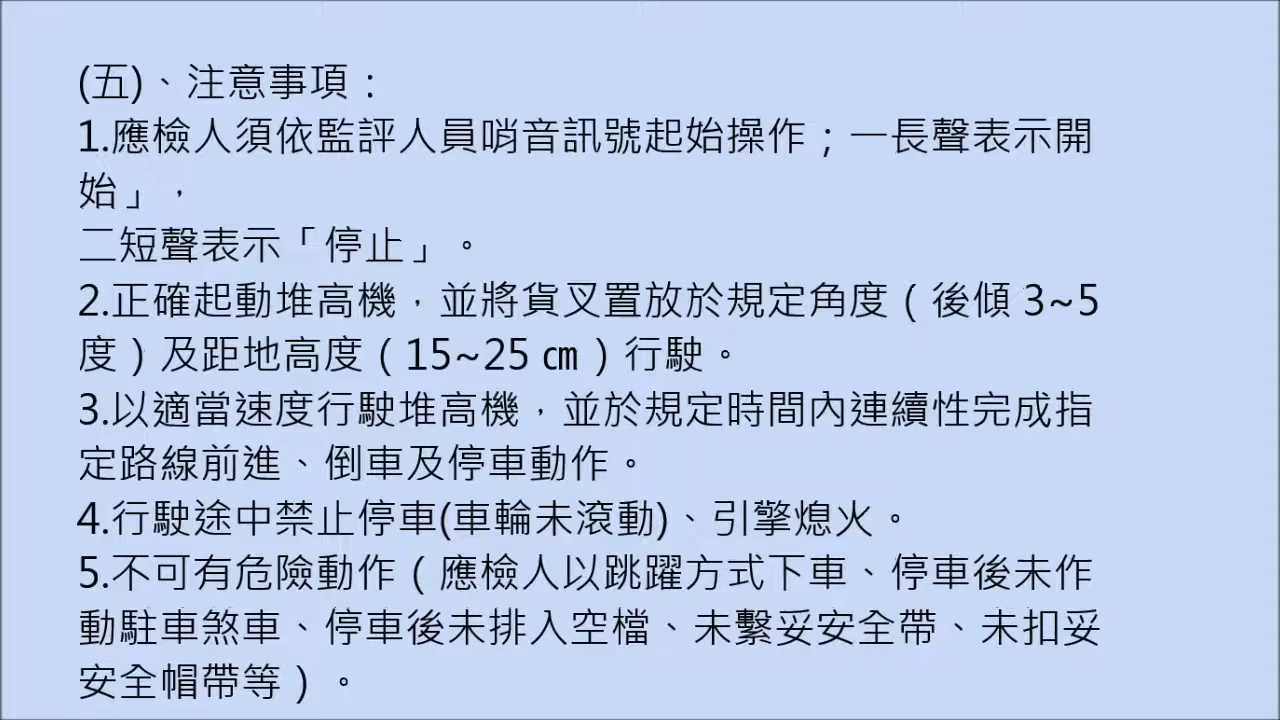 (五)、注意事項：
1.應檢人須依監評人員哨音訊號起始操作；一長聲表示開
始」，
二短聲表示「停止」。
2.正確起動堆高機，並將貨叉置放於規定角度（後傾 3~5
度）及距地高度（15~25 ㎝）行駛。
3.以適當速度行駛堆高機，並於規定時間內連續性完成指
定路線前進、倒車及停車動作。
4.行駛途中禁止停車(車輪未滾動)、引擎熄火。
5.不可有危險動作（應檢人以跳躍方式下車、停車後未作
動駐車煞車、停車後未排入空檔、未繫妥安全帶、未扣妥
安全帽帶等）。